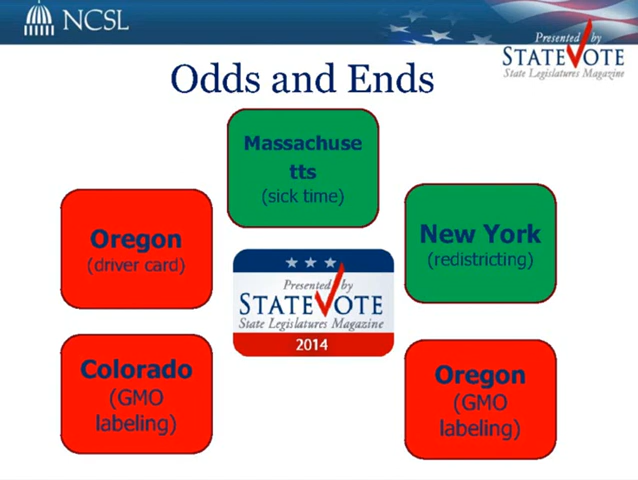 NCSL
Presented by
STATEVOTE
State Legislatures Magazine
Odds and Ends
Massachuse
tts
(sick time)
Oregon
(driver card)
New York
(redistricting)
Presented by
STATEVOTE
State Legislatures Magazine
2014
Colorado
(GMO
labeling)
Oregon
(GMO
labeling)